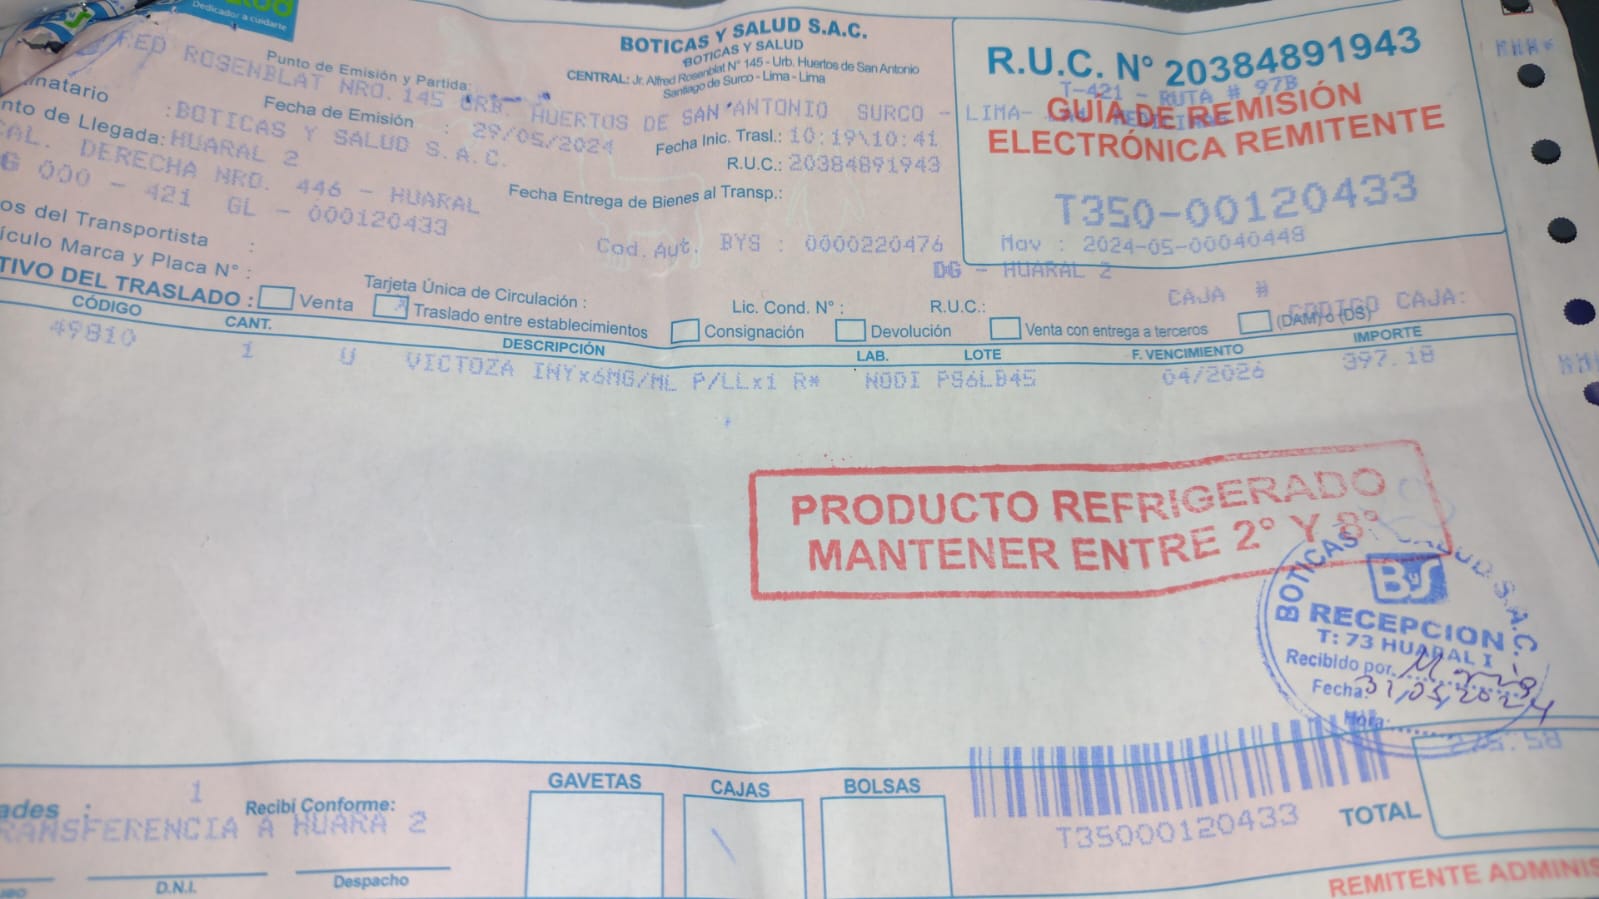 Dedicador a cuidarte
BOTICAS Y SALUD S.A.C.
BOTICAS Y SALUD
CENTRAL: Jr. Alfred Rosenblat N° 145 - Urb. Huertos de San Antonio
Santiago de Surco - Lima - Lima
R.U.C. N° 20384891943
T-421 - RUTA # 97B
GUÍA DE REMISIÓN
ELECTRÓNICA REMITENTE
T350-00120433
Mov : 2024-05-00040448
Punto de Emisión y Partida:
FRED ROSENBLAT NRO. 145 URB. HUERTOS DE SAN ANTONIO SURCO - LIMA-
inatario :BOTICAS Y SALUD S.A.C.
Fecha de Emisión : 29/05/2024
Fecha Inic. Trasl.: 10:19\10:41
R.U.C.: 20384891943
nto de Llegada: HUARAL 2
CAL. DERECHA NRO. 446 - HUARAL
Fecha Entrega de Bienes al Transp.:
G 000 - 421 GL - 000120433
Cod. Aut. BYS : 0000220476
DG - HUARAL 2
os del Transportista :
ículo Marca y Placa N° :
Tarjeta Única de Circulación :
Lic. Cond. N° :
R.U.C.:
CAJA #
CODIGO CAJA:
TIVO DEL TRASLADO : Venta Traslado entre establecimientos Consignación Devolución Venta con entrega a terceros (DAM) o (DS)
CÓDIGO CANT. DESCRIPCIÓN LAB. LOTE F. VENCIMIENTO IMPORTE
49810 1 U VICTOZA INYx6MG/ML P/LLx1 R* NODI PS6LB45 04/2026 397.18
PRODUCTO REFRIGERADO
MANTENER ENTRE 2° Y 8°
BOTICAS Y SALUD S.A.C.
ByS
RECEPCION
T: 73 HUARAL I
Recibido por.
Fecha: 31/05/2024
Hora:
ades : 1
Recibí Conforme:
TRANSFERENCIA A HUARA 2
D.N.I.
Despacho
GAVETAS CAJAS BOLSAS
T35000120433
TOTAL
REMITENTE ADMINIS